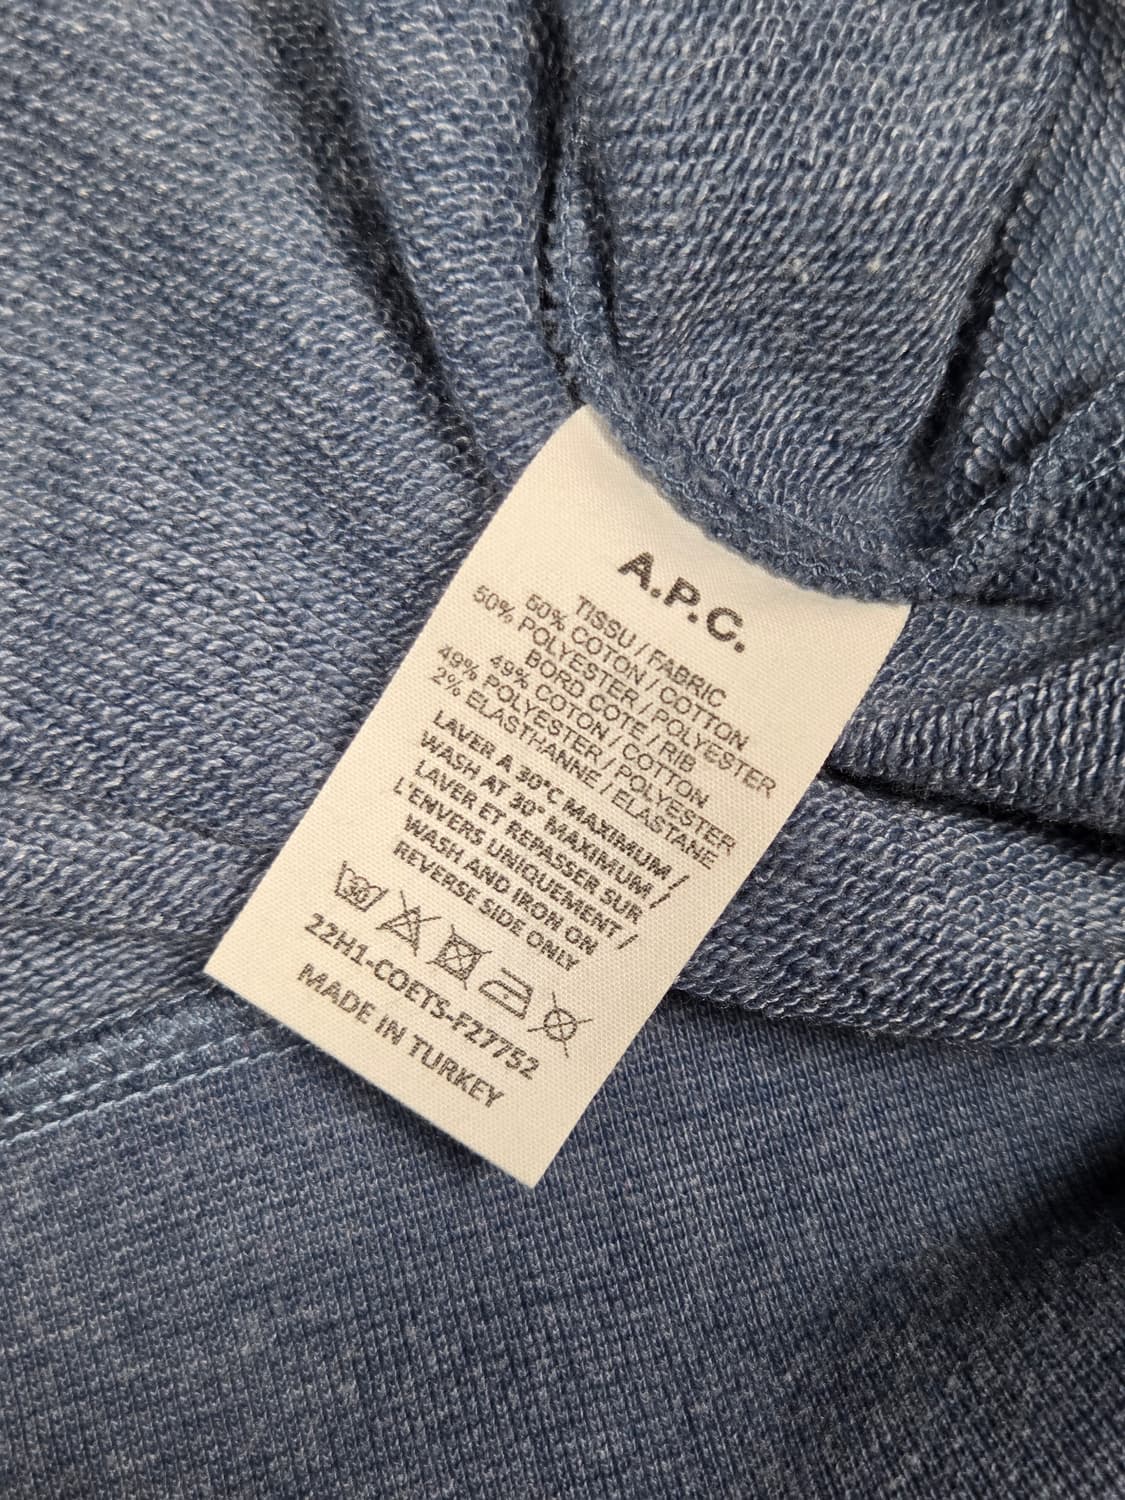 A.P.C.
TISSU / FABRIC
50% COTON / COTTON
50% POLYESTER / POLYESTER
BORD COTE / RIB
49% COTON / COTTON
49% POLYESTER / POLYESTER
2% ELASTHANNE / ELASTANE
LAVER A 30°C MAXIMUM /
WASH AT 30° MAXIMUM /
LAVER ET REPASSER SUR
L'ENVERS UNIQUEMENT /
WASH AND IRON ON
REVERSE SIDE ONLY
30
22H1-COETS-F27752
MADE IN TURKEY